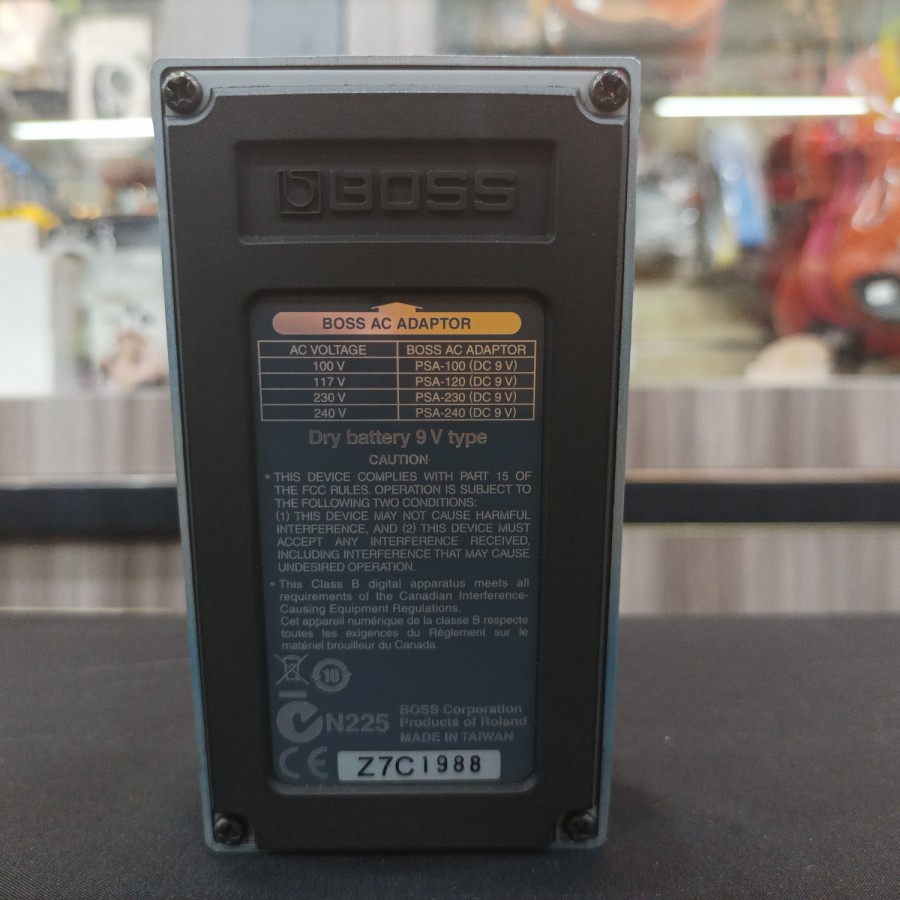 BOSS
BOSS AC ADAPTOR
AC VOLTAGE BOSS AC ADAPTOR
100 V PSA-100 (DC 9 V)
117 V PSA-120 (DC 9 V)
230 V PSA-230 (DC 9 V)
240 V PSA-240 (DC 9 V)
Dry battery 9 V type
CAUTION
• THIS DEVICE COMPLIES WITH PART 15 OF
THE FCC RULES. OPERATION IS SUBJECT TO
THE FOLLOWING TWO CONDITIONS:
(1) THIS DEVICE MAY NOT CAUSE HARMFUL
INTERFERENCE, AND (2) THIS DEVICE MUST
ACCEPT ANY INTERFERENCE RECEIVED,
INCLUDING INTERFERENCE THAT MAY CAUSE
UNDESIRED OPERATION.
• This Class B digital apparatus meets all
requirements of the Canadian Interference-
Causing Equipment Regulations.
Cet appareil numérique de la classe B respecte
toutes les exigences du Règlement sur le
matériel brouilleur du Canada.
10
N225
BOSS Corporation
Products of Roland
MADE IN TAIWAN
CE
Z7C1988